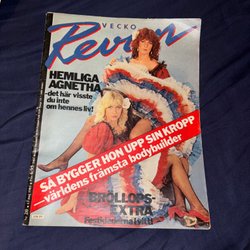 VECKO
Revyn
HEMLIGA
AGNETHA
-det här visste
du inte
om hennes liv!
SÅ BYGGER HON UPP SIN KROPP
—världens främsta bodybuilder
BRÖLLOPS-
EXTRA